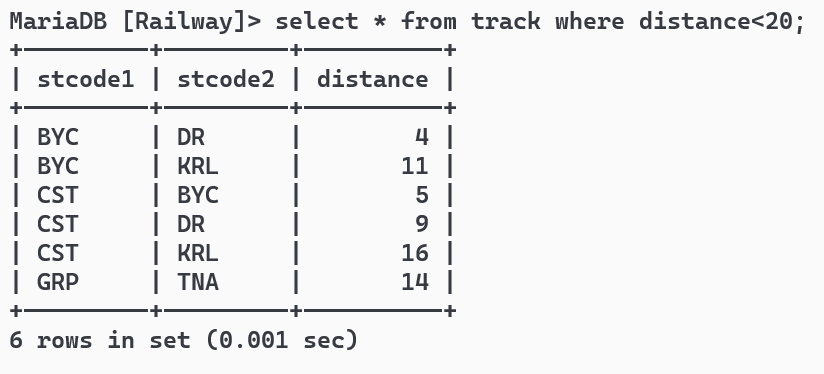 MariaDB [Railway]> select * from track where distance<20;
+---------+---------+----------+
| stcode1 | stcode2 | distance |
+---------+---------+----------+
| BYC     | DR      |        4 |
| BYC     | KRL     |       11 |
| CST     | BYC     |        5 |
| CST     | DR      |        9 |
| CST     | KRL     |       16 |
| GRP     | TNA     |       14 |
+---------+---------+----------+
6 rows in set (0.001 sec)